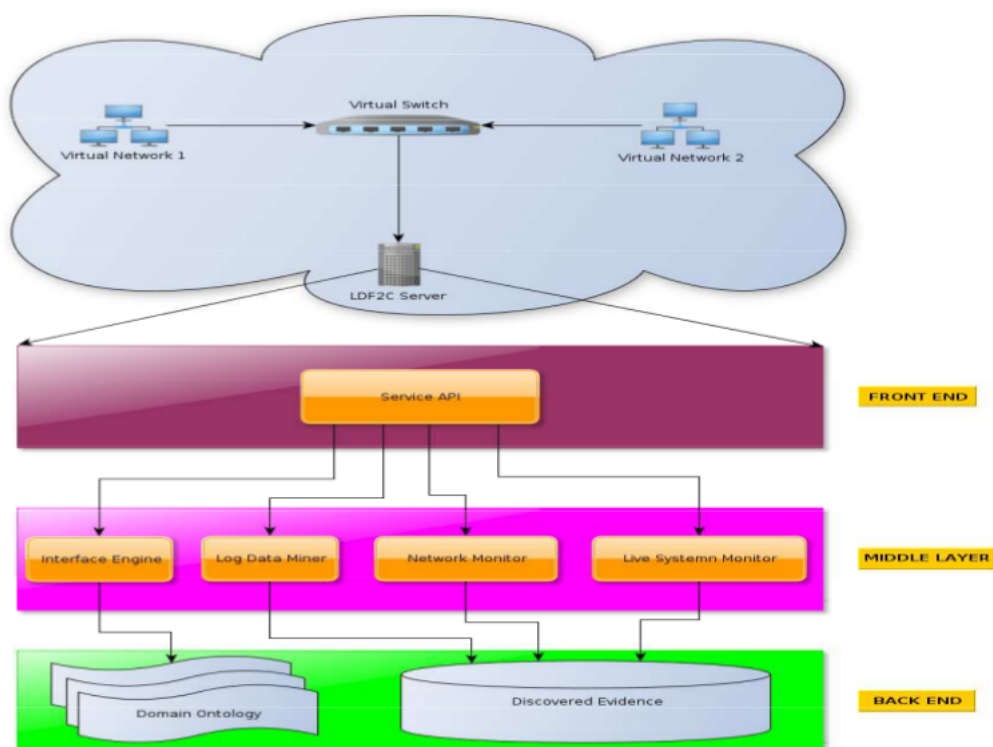 Virtual Switch
Virtual Network 1
Virtual Network 2
LDF2C Server
Service API
FRONT END
Interface Engine
Log Data Miner
Network Monitor
Live Systemn Monitor
MIDDLE LAYER
Domain Ontology
Discovered Evidence
BACK END